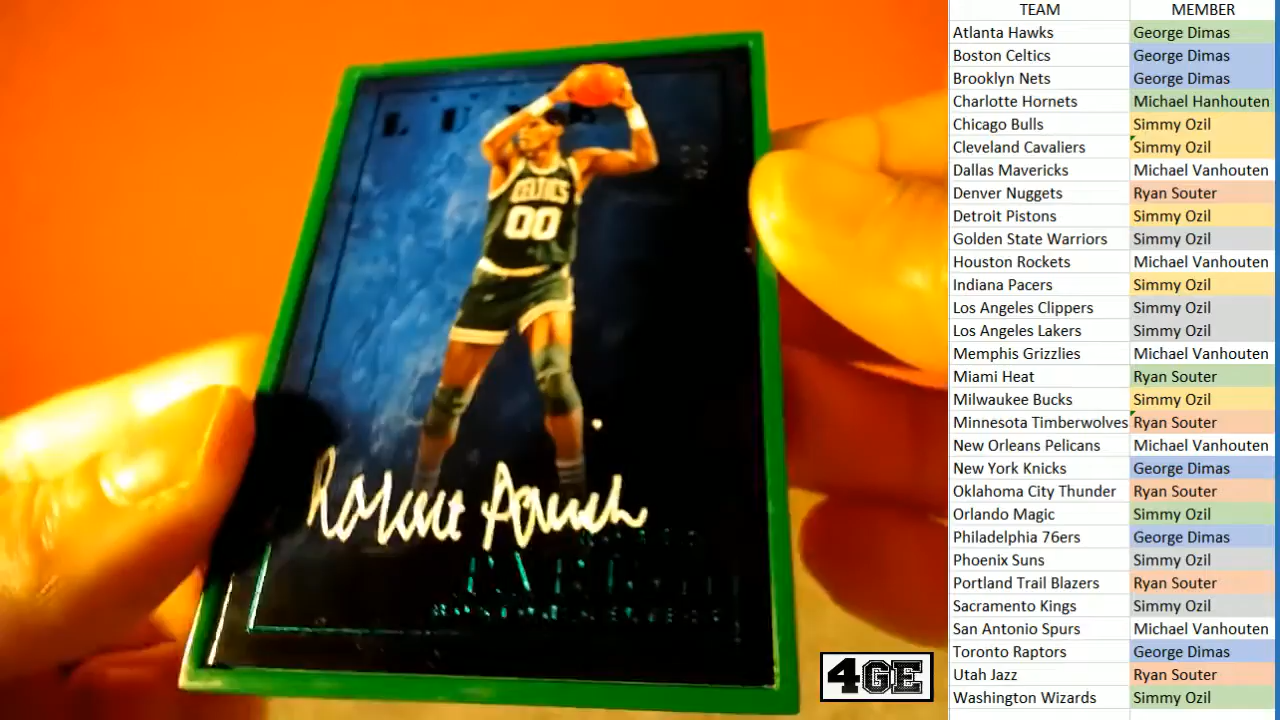 LUXE
CELTICS
00
Robert Parish
PARISH
4GE
TEAM MEMBER
Atlanta Hawks George Dimas
Boston Celtics George Dimas
Brooklyn Nets George Dimas
Charlotte Hornets Michael Hanhouten
Chicago Bulls Simmy Ozil
Cleveland Cavaliers Simmy Ozil
Dallas Mavericks Michael Vanhouten
Denver Nuggets Ryan Souter
Detroit Pistons Simmy Ozil
Golden State Warriors Simmy Ozil
Houston Rockets Michael Vanhouten
Indiana Pacers Simmy Ozil
Los Angeles Clippers Simmy Ozil
Los Angeles Lakers Simmy Ozil
Memphis Grizzlies Michael Vanhouten
Miami Heat Ryan Souter
Milwaukee Bucks Simmy Ozil
Minnesota Timberwolves Ryan Souter
New Orleans Pelicans Michael Vanhouten
New York Knicks George Dimas
Oklahoma City Thunder Ryan Souter
Orlando Magic Simmy Ozil
Philadelphia 76ers George Dimas
Phoenix Suns Simmy Ozil
Portland Trail Blazers Ryan Souter
Sacramento Kings Simmy Ozil
San Antonio Spurs Michael Vanhouten
Toronto Raptors George Dimas
Utah Jazz Ryan Souter
Washington Wizards Simmy Ozil